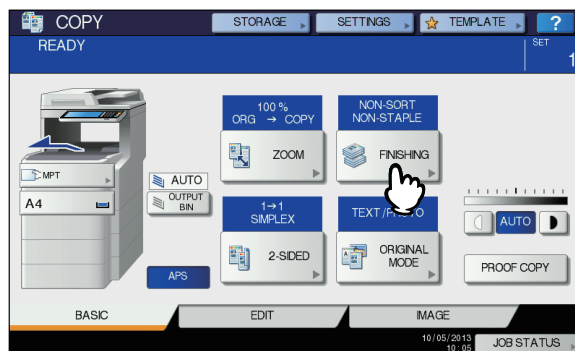 COPY
STORAGE
SETTINGS
TEMPLATE
?
READY
SET
1
100 %
ORG → COPY
NON-SORT
NON-STAPLE
ZOOM
FINISHING
MPT
A4
AUTO
OUTPUT
BIN
1→1
SIMPLEX
TEXT/PHOTO
2-SIDED
ORIGINAL
MODE
AUTO
APS
PROOF COPY
BASIC
EDIT
IMAGE
10/05/2013
10:05
JOB STATUS